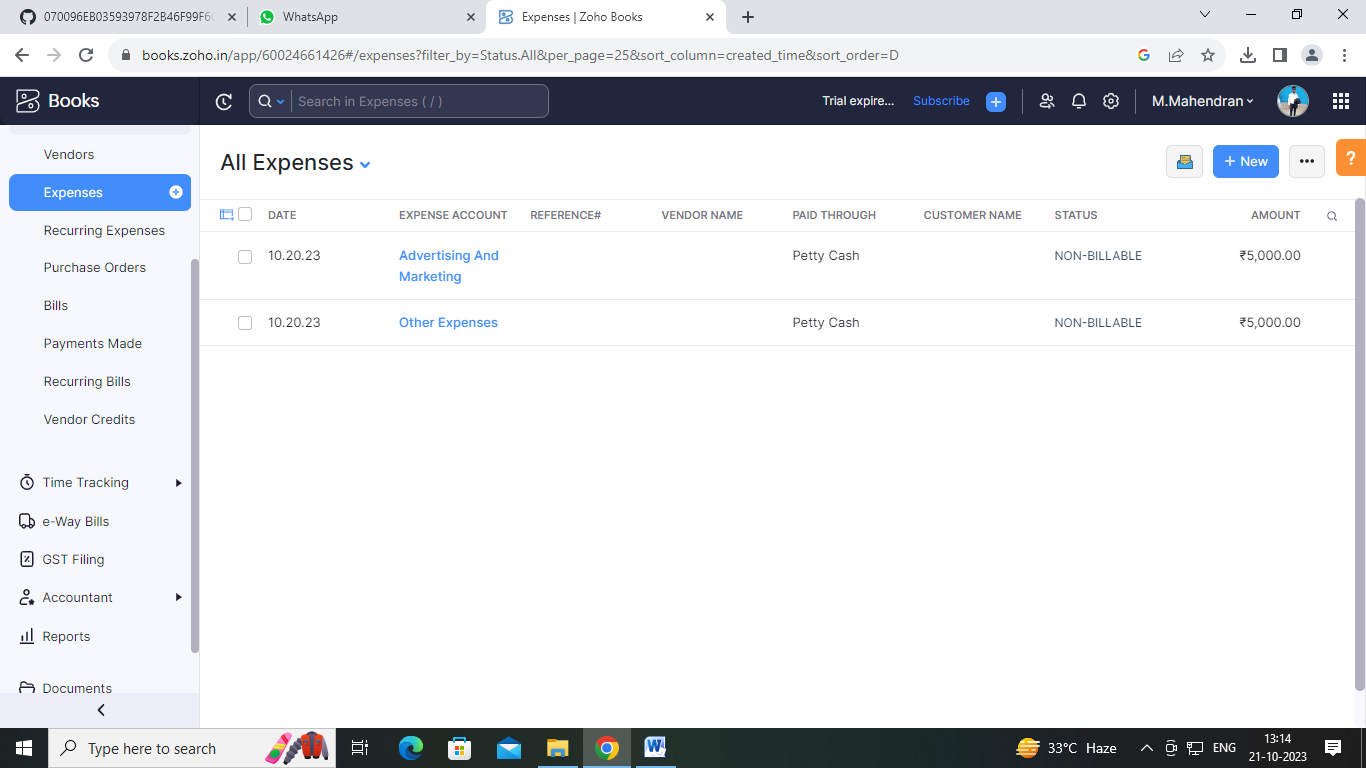 070096EB03593978F2B46F99F6
WhatsApp
Expenses | Zoho Books
books.zoho.in/app/60024661426#/expenses?filter_by=Status.All&per_page=25&sort_column=created_time&sort_order=D
Books
Search in Expenses ( / )
Trial expire...
Subscribe
M.Mahendran
Vendors
Expenses
Recurring Expenses
Purchase Orders
Bills
Payments Made
Recurring Bills
Vendor Credits
Time Tracking
e-Way Bills
GST Filing
Accountant
Reports
Documents
All Expenses
+ New
?
DATE EXPENSE ACCOUNT REFERENCE# VENDOR NAME PAID THROUGH CUSTOMER NAME STATUS AMOUNT
10.20.23 Advertising And Petty Cash NON-BILLABLE ₹5,000.00
Marketing
10.20.23 Other Expenses Petty Cash NON-BILLABLE ₹5,000.00
Type here to search
33°C Haze
ENG
13:14
21-10-2023